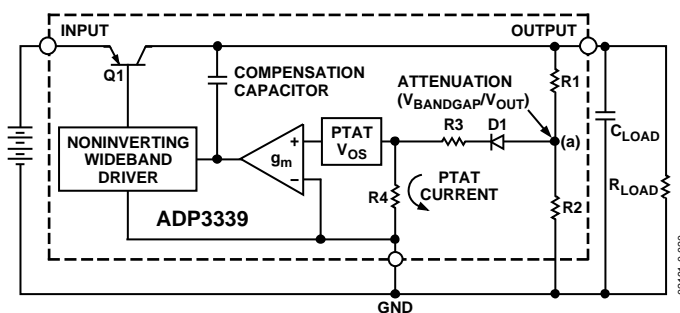 INPUT
OUTPUT
Q1
COMPENSATION
CAPACITOR
ATTENUATION
(VBANDGAP/VOUT)
R1
R3
D1
(a)
CLOAD
NONINVERTING
WIDEBAND
DRIVER
gm
+
−
PTAT
VOS
R4
PTAT
CURRENT
R2
RLOAD
ADP3339
GND